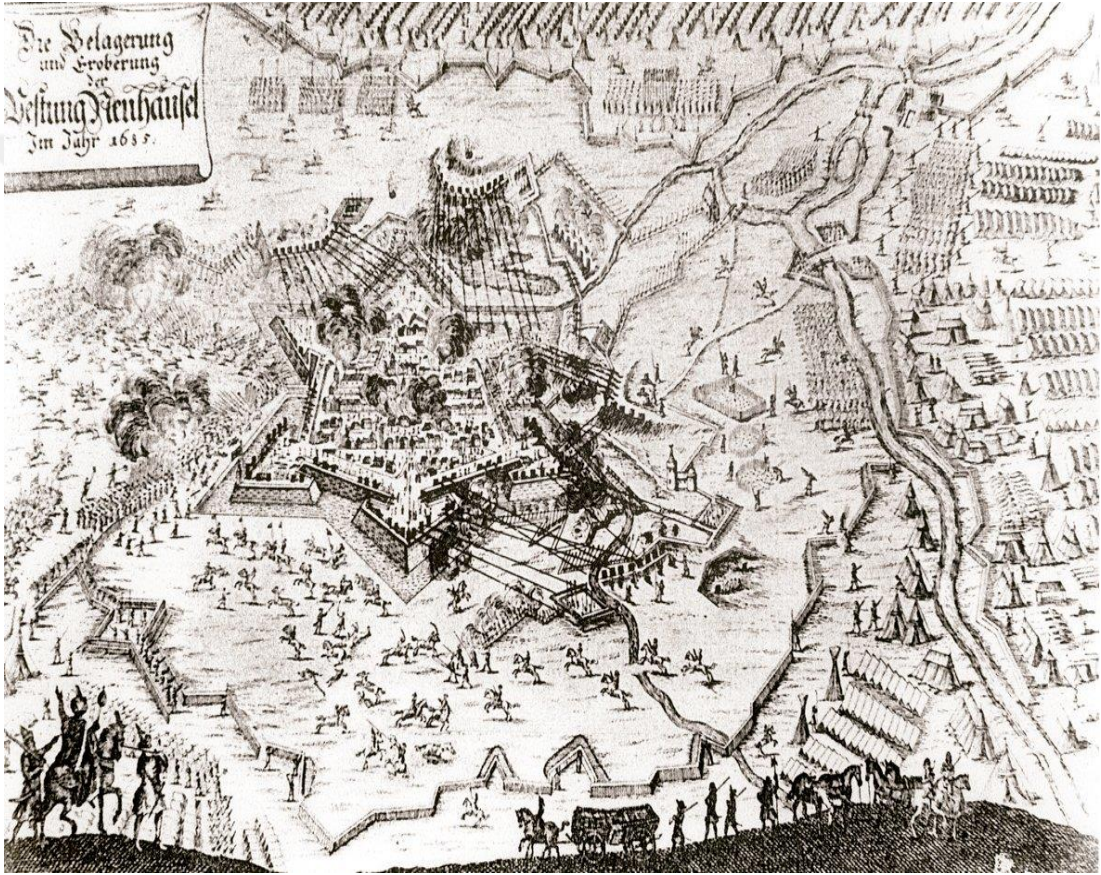 Die Belagerung
und Eroberung
der
Vestung Neuhäusel
Im Jahr 1685.